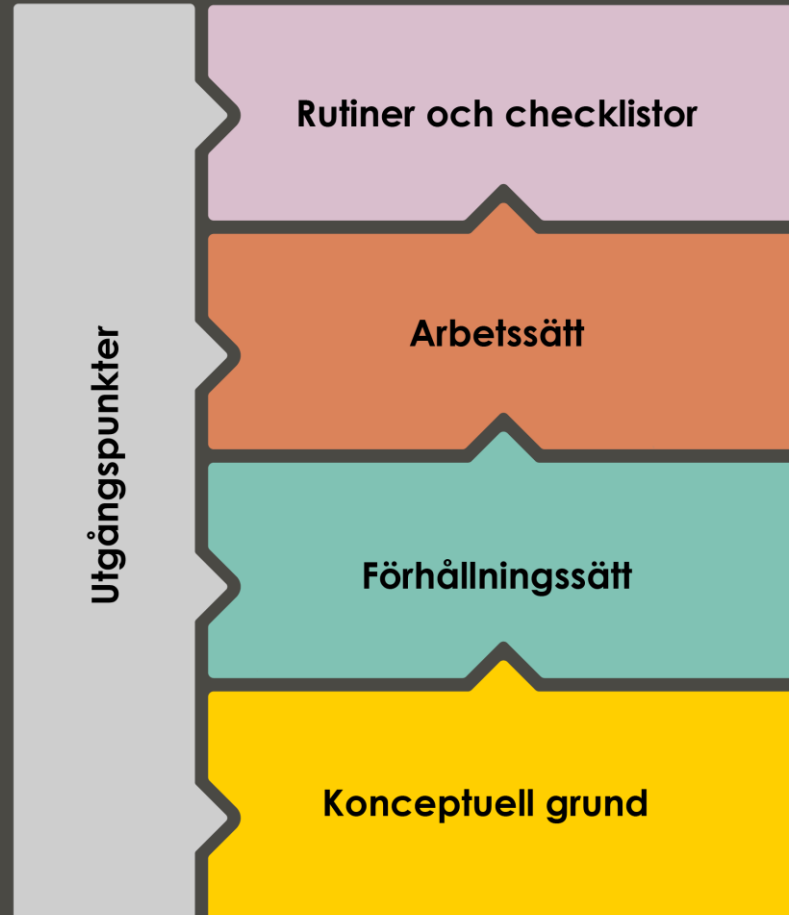 Utgångspunkter
Rutiner och checklistor
Arbetssätt
Förhållningssätt
Konceptuell grund